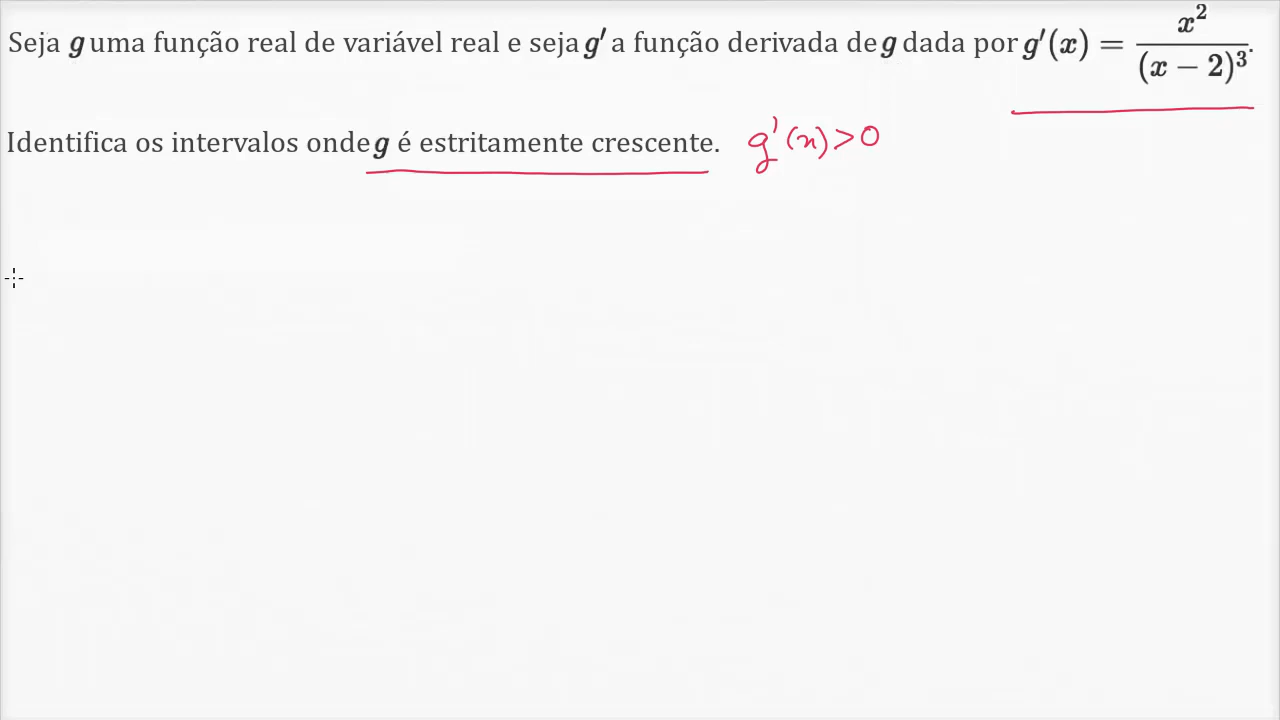 Seja g uma função real de variável real e seja g′ a função derivada de g dada por g′(x) = x²/(x − 2)³.
Identifica os intervalos onde g é estritamente crescente. g′(x) > 0